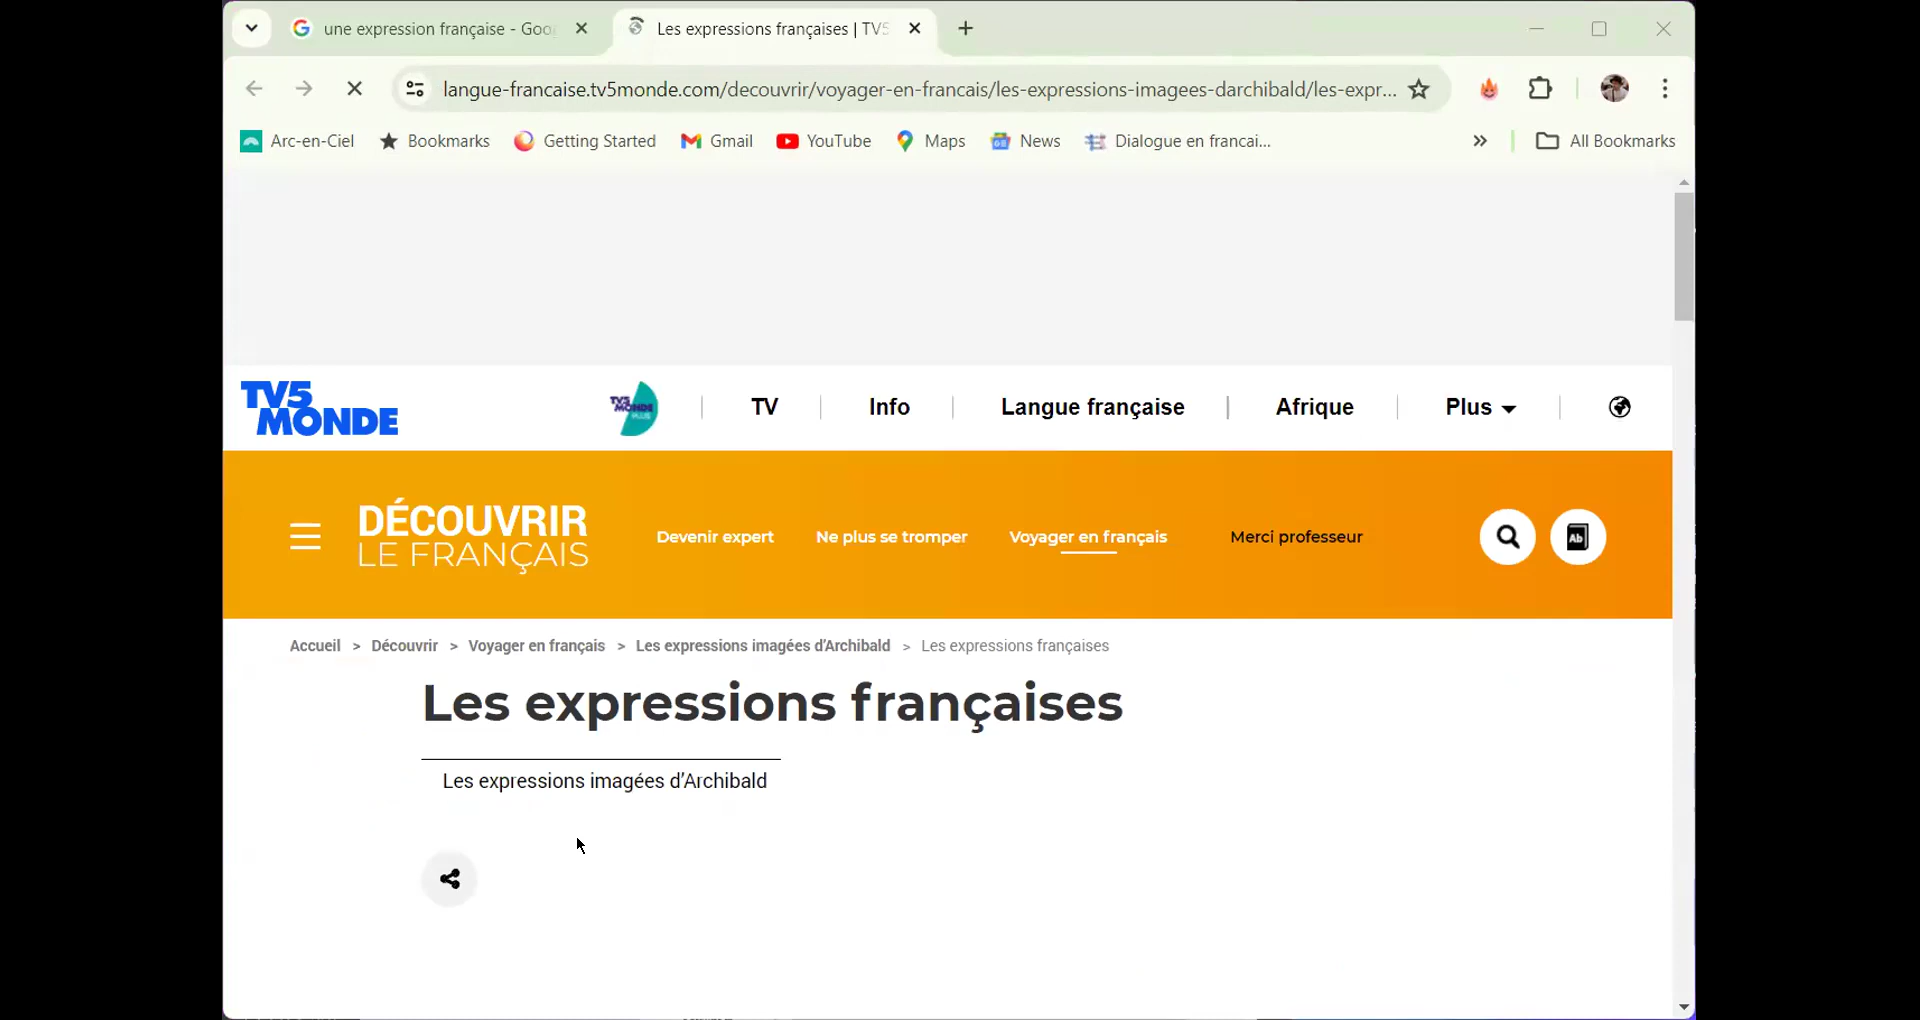 une expression française - Goo
Les expressions françaises | TV5
langue-francaise.tv5monde.com/decouvrir/voyager-en-francais/les-expressions-imagees-darchibald/les-expr...
Arc-en-Ciel Bookmarks Getting Started Gmail YouTube Maps News Dialogue en francai... » All Bookmarks
TV5
MONDE
TV5
MONDE
PLUS
TV Info Langue française Afrique Plus
DÉCOUVRIR
LE FRANÇAIS
Devenir expert Ne plus se tromper Voyager en français Merci professeur
Ab
Accueil > Découvrir > Voyager en français > Les expressions imagées d’Archibald > Les expressions françaises
Les expressions françaises
Les expressions imagées d’Archibald